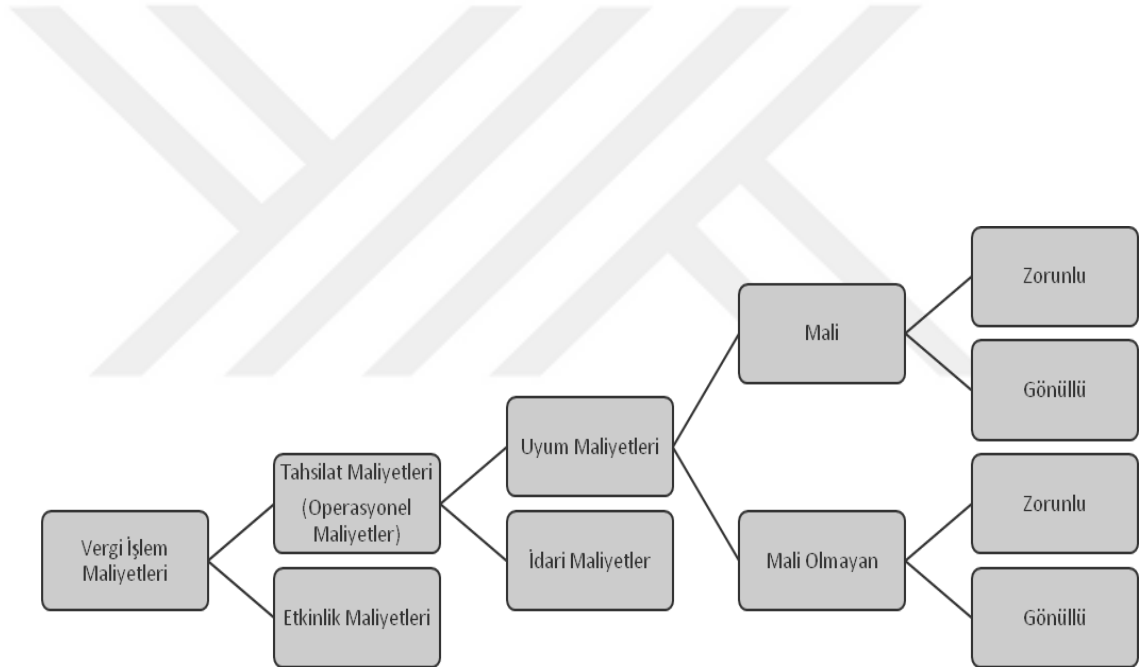 Vergi İşlem
Maliyetleri
Tahsilat Maliyetleri
(Operasyonel
Maliyetler)
Etkinlik Maliyetleri
Uyum Maliyetleri
İdari Maliyetler
Mali
Mali Olmayan
Zorunlu
Gönüllü
Zorunlu
Gönüllü